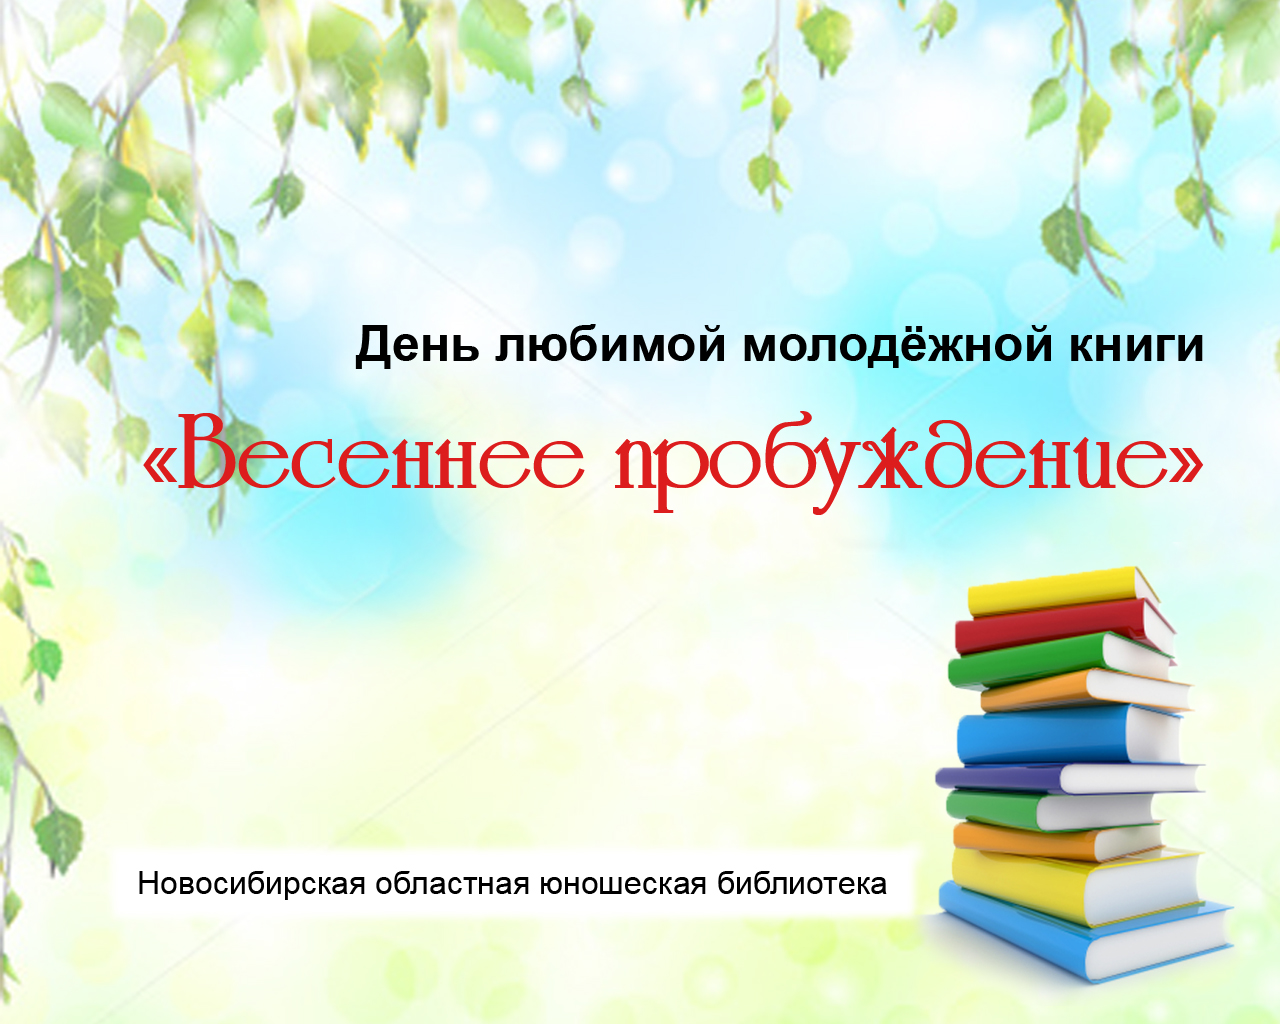 День любимой молодёжной книги
«Весеннее пробуждение»
Новосибирская областная юношеская библиотека